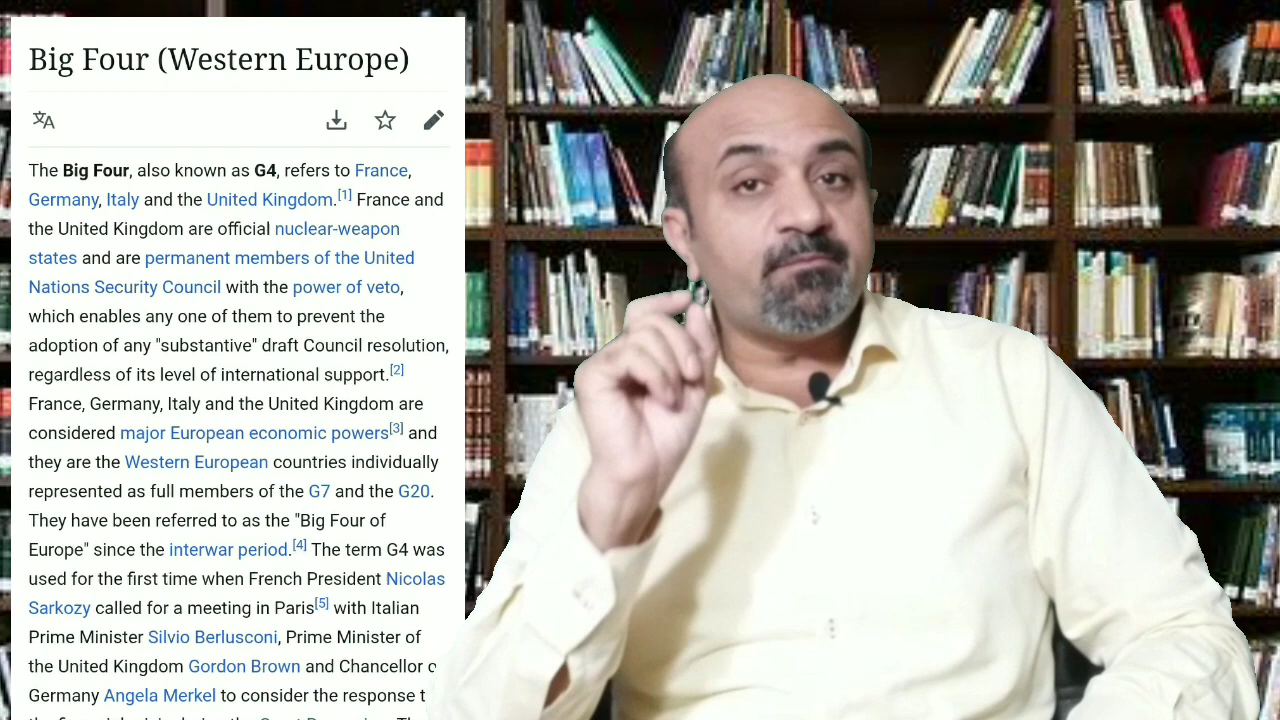 Big Four (Western Europe)
The Big Four, also known as G4, refers to France,
Germany, Italy and the United Kingdom.[1] France and
the United Kingdom are official nuclear-weapon
states and are permanent members of the United
Nations Security Council with the power of veto,
which enables any one of them to prevent the
adoption of any "substantive" draft Council resolution,
regardless of its level of international support.[2]
France, Germany, Italy and the United Kingdom are
considered major European economic powers[3] and
they are the Western European countries individually
represented as full members of the G7 and the G20.
They have been referred to as the "Big Four of
Europe" since the interwar period.[4] The term G4 was
used for the first time when French President Nicolas
Sarkozy called for a meeting in Paris[5] with Italian
Prime Minister Silvio Berlusconi, Prime Minister of
the United Kingdom Gordon Brown and Chancellor
Germany Angela Merkel to consider the response